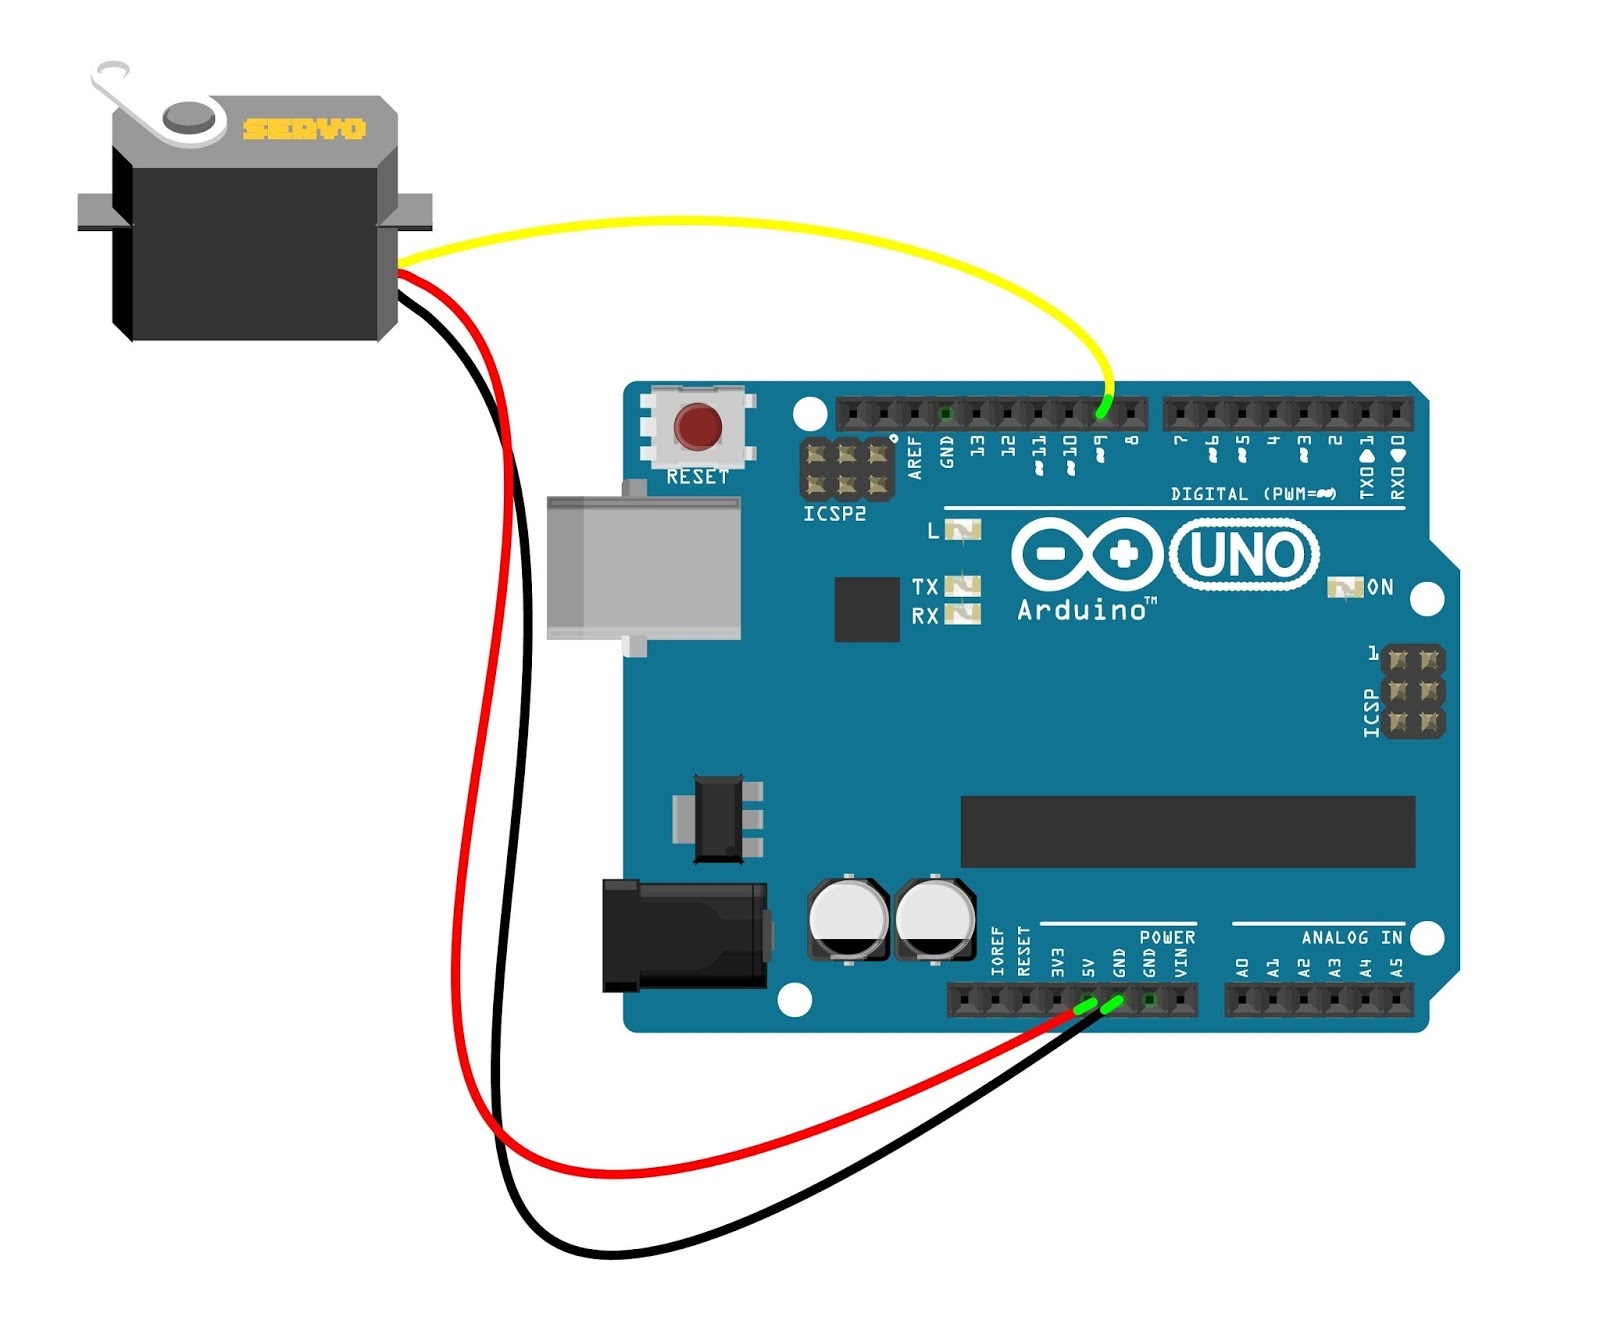 SERVO
RESET
ICSP2
AREF
GND
13
12
~11
~10
~9
8
7
~6
~5
4
~3
2
TX0▶1
RX0◀0
DIGITAL (PWM=~)
L
TX
RX
UNO
Arduino™
ON
1
ICSP
IOREF
RESET
3V3
5V
GND
GND
VIN
POWER
ANALOG IN
A0
A1
A2
A3
A4
A5